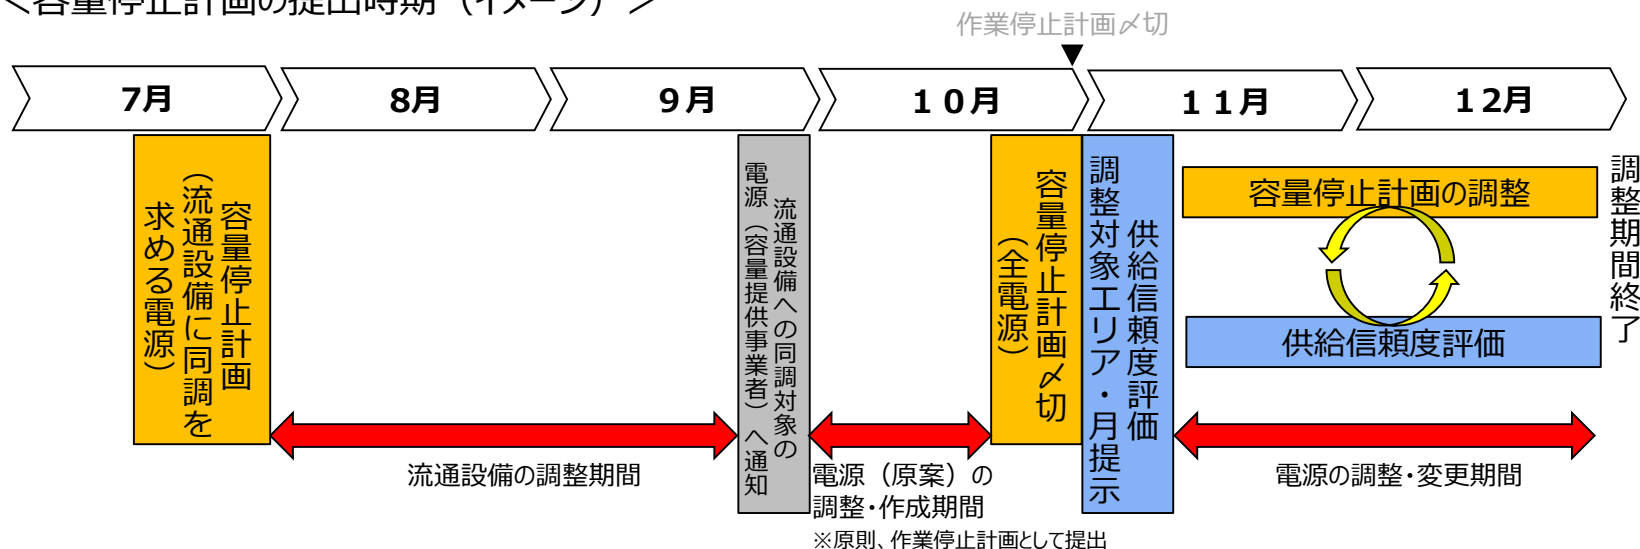 ＜容量停止計画の提出時期（イメージ）＞
作業停止計画〆切
7月
8月
９月
１０月
１１月
１２月
容量停止計画
（流通設備に同調を
求める電源）
流通設備への同調対象の
電源（容量提供事業者）へ通知
容量停止計画〆切
（全電源）
供給信頼度評価
調整対象エリア・月提示
容量停止計画の調整
供給信頼度評価
調整期間終了
流通設備の調整期間
電源（原案）の
調整・作成期間
※原則、作業停止計画として提出
電源の調整・変更期間